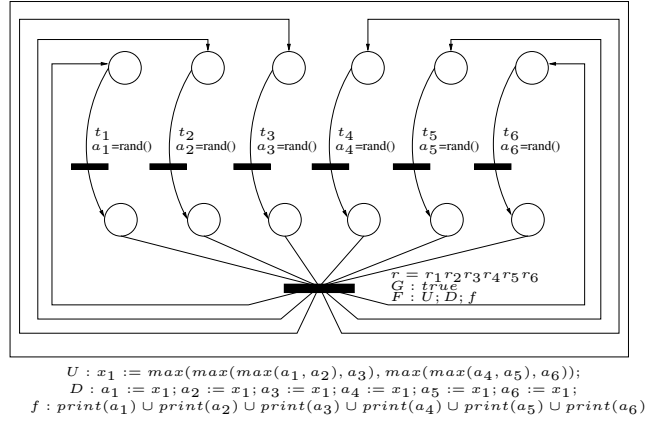 t₁ t₂ t₃ t₄ t₅ t₆
a₁=rand() a₂=rand() a₃=rand() a₄=rand() a₅=rand() a₆=rand()
r = r₁r₂r₃r₄r₅r₆
G : true
F : U; D; f
U : x₁ := max(max(max(a₁, a₂), a₃), max(max(a₄, a₅), a₆));
D : a₁ := x₁; a₂ := x₁; a₃ := x₁; a₄ := x₁; a₅ := x₁; a₆ := x₁;
f : print(a₁) ∪ print(a₂) ∪ print(a₃) ∪ print(a₄) ∪ print(a₅) ∪ print(a₆)